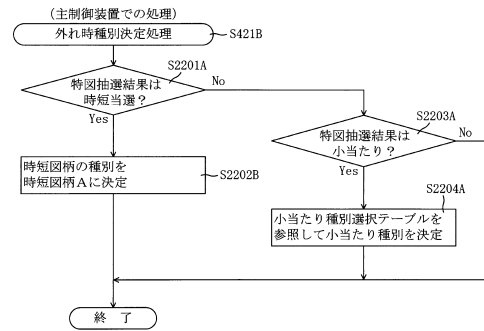 (主制御装置での処理)
外れ時種別決定処理
S421B
S2201A
特図抽選結果は
時短当選?
No
Yes
S2203A
特図抽選結果は
小当たり?
No
Yes
時短図柄の種別を
時短図柄Aに決定
S2202B
S2204A
小当たり種別選択テーブルを
参照して小当たり種別を決定
終 了